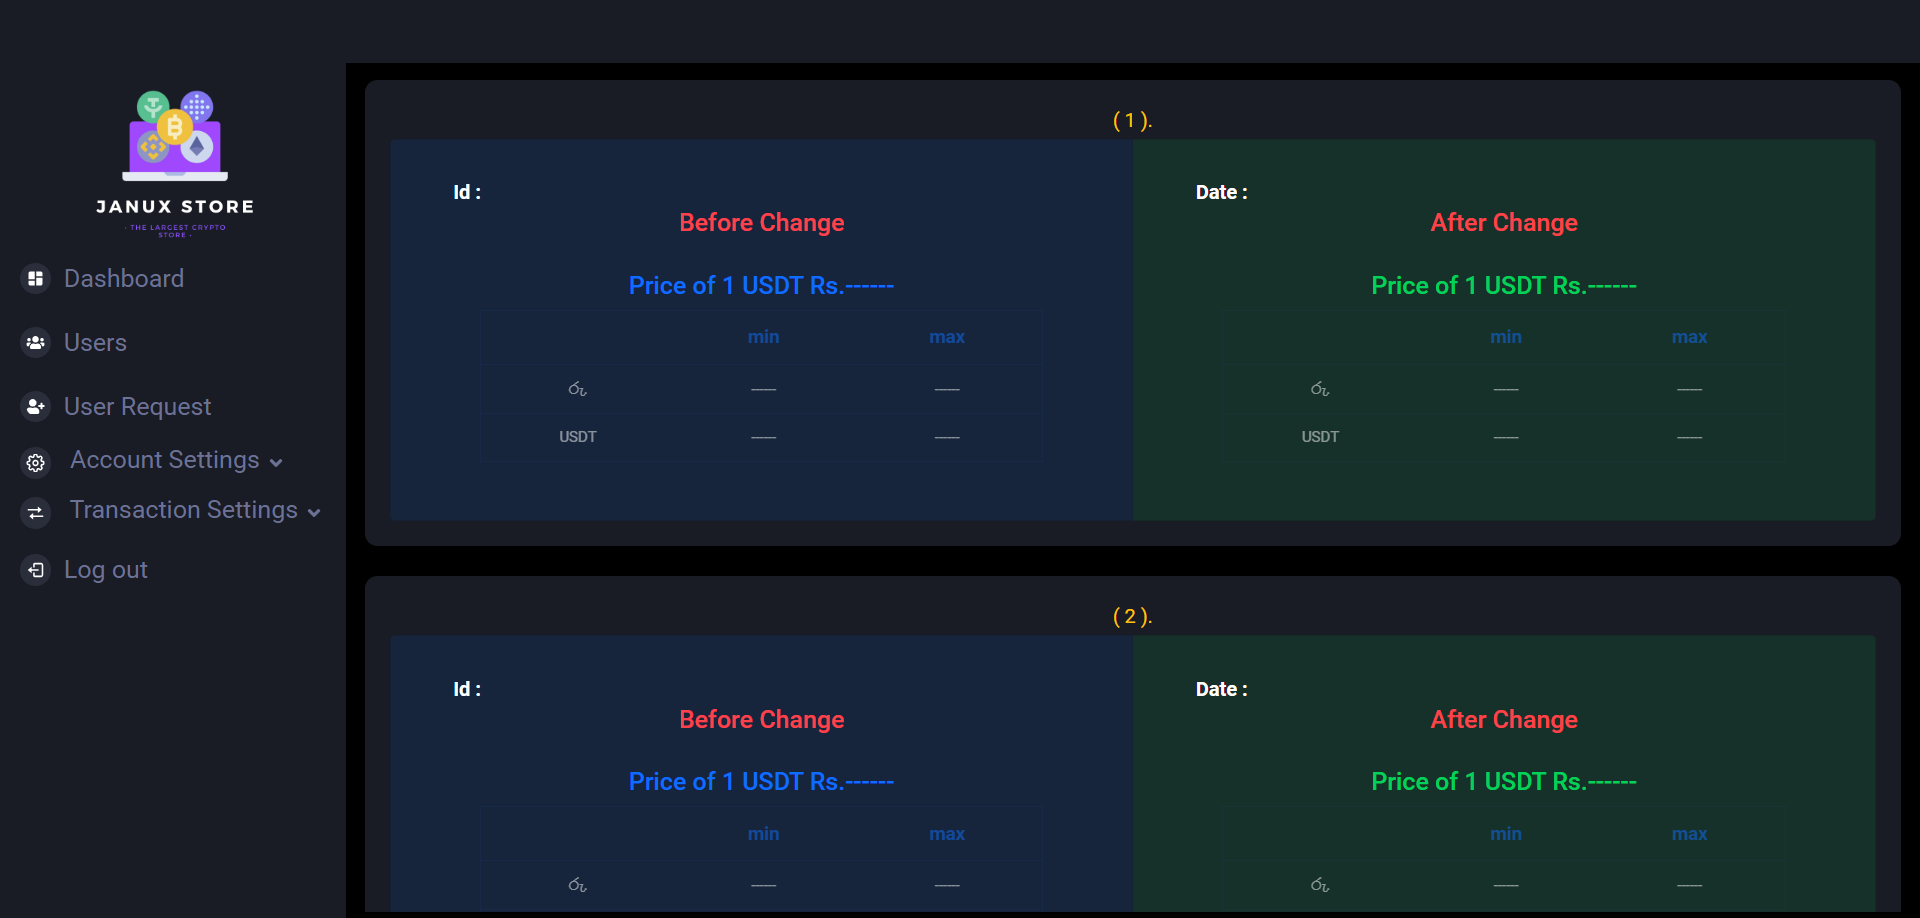 JANUX STORE
- THE LARGEST CRYPTO
STORE -
Dashboard
Users
User Request
Account Settings
Transaction Settings
Log out
( 1 ).
Id :
Date :
Before Change
After Change
Price of 1 USDT Rs.------
Price of 1 USDT Rs.------
min max
min max
රු ----- -----
රු ----- -----
USDT ----- -----
USDT ----- -----
( 2 ).
Id :
Date :
Before Change
After Change
Price of 1 USDT Rs.------
Price of 1 USDT Rs.------
min max
min max
රු ----- -----
රු ----- -----